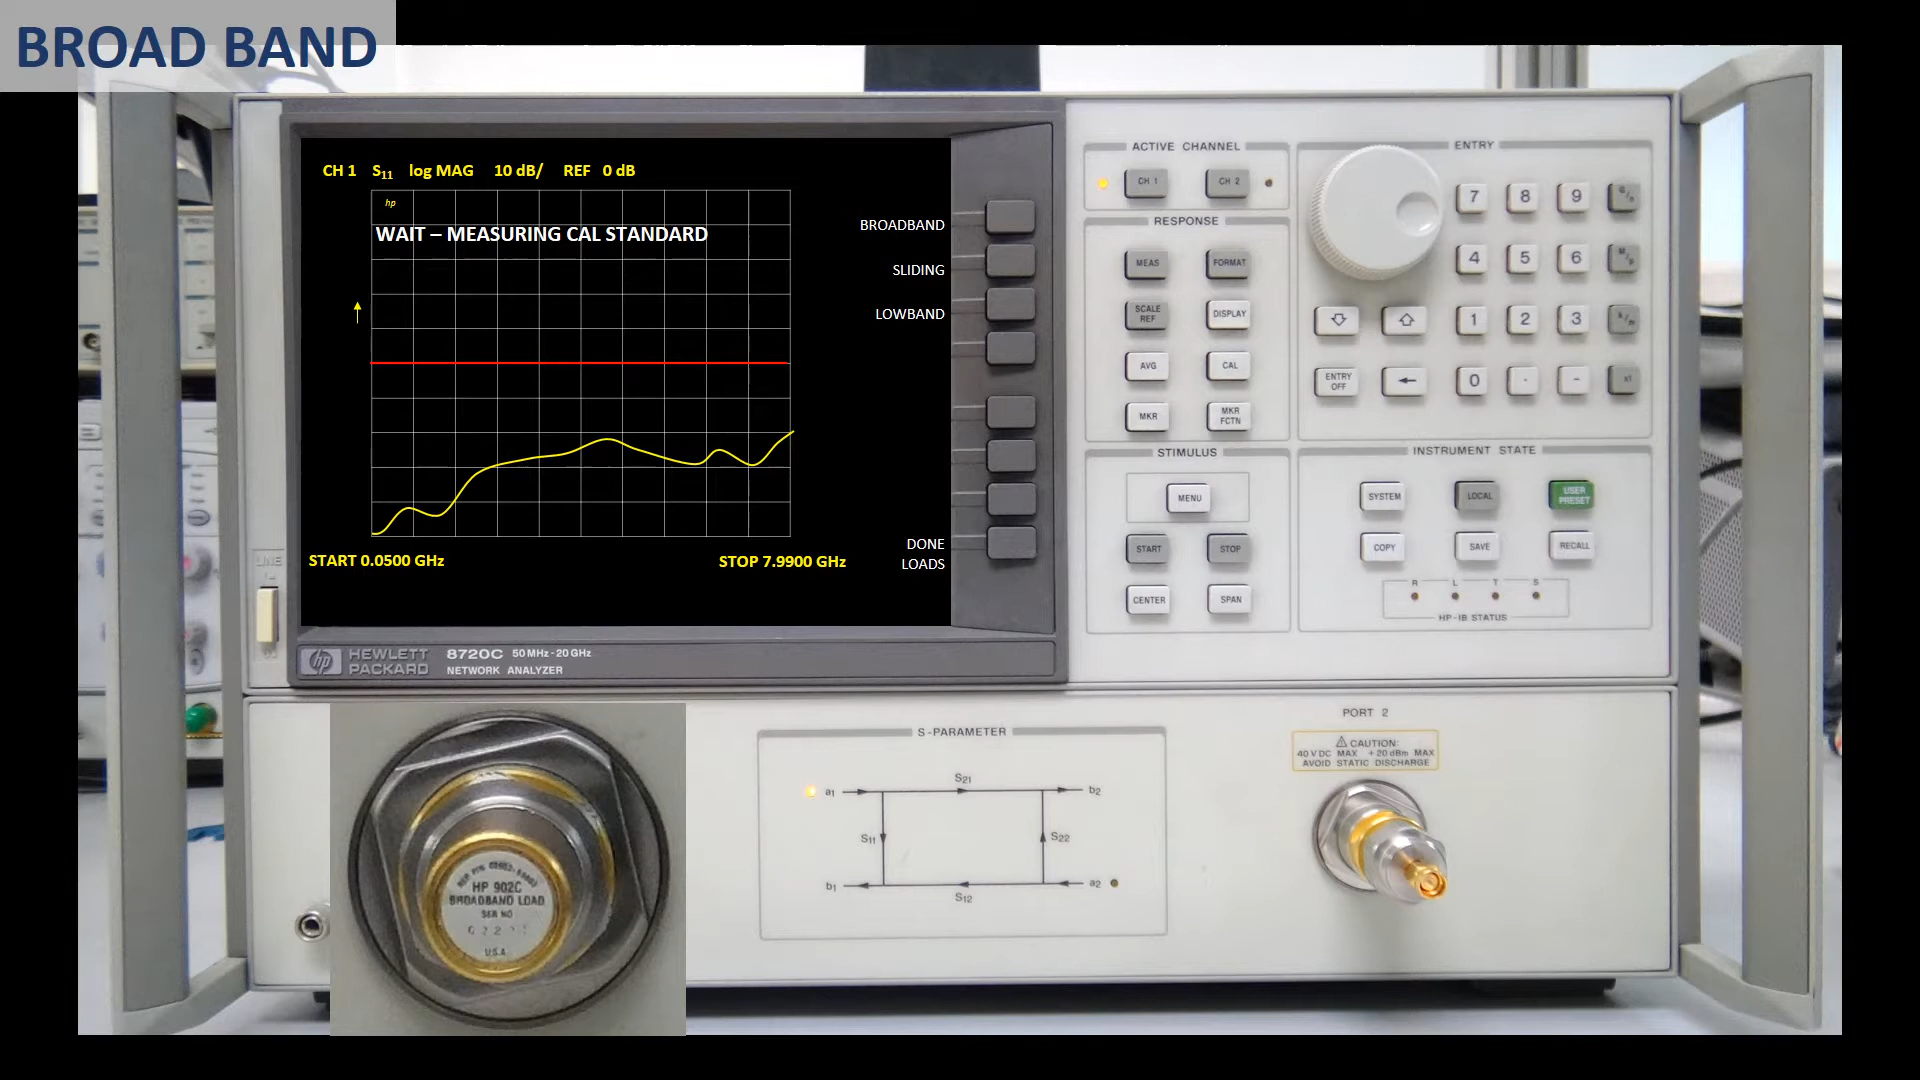 BROAD BAND
CH 1 S11 log MAG 10 dB/ REF 0 dB
hp
WAIT – MEASURING CAL STANDARD
BROADBAND
SLIDING
LOWBAND
START 0.0500 GHz
STOP 7.9900 GHz
DONE
LOADS
LINE
hp HEWLETT
PACKARD
8720C 50 MHz - 20 GHz
NETWORK ANALYZER
ACTIVE CHANNEL
CH 1
CH 2
RESPONSE
MEAS
FORMAT
SCALE
REF
DISPLAY
AVG
CAL
MKR
MKR
FCTN
STIMULUS
MENU
START
STOP
CENTER
SPAN
ENTRY
7 8 9
4 5 6
1 2 3
ENTRY
OFF
0 . - x1
INSTRUMENT STATE
SYSTEM
LOCAL
USER
PRESET
COPY
SAVE
RECALL
R L T S
HP-IB STATUS
HP 902C
BROADBAND LOAD
SER NO
U.S.A.
S-PARAMETER
a1
S21
b2
S11
S22
b1
S12
a2
PORT 2
CAUTION:
40 V DC MAX +20 dBm MAX
AVOID STATIC DISCHARGE